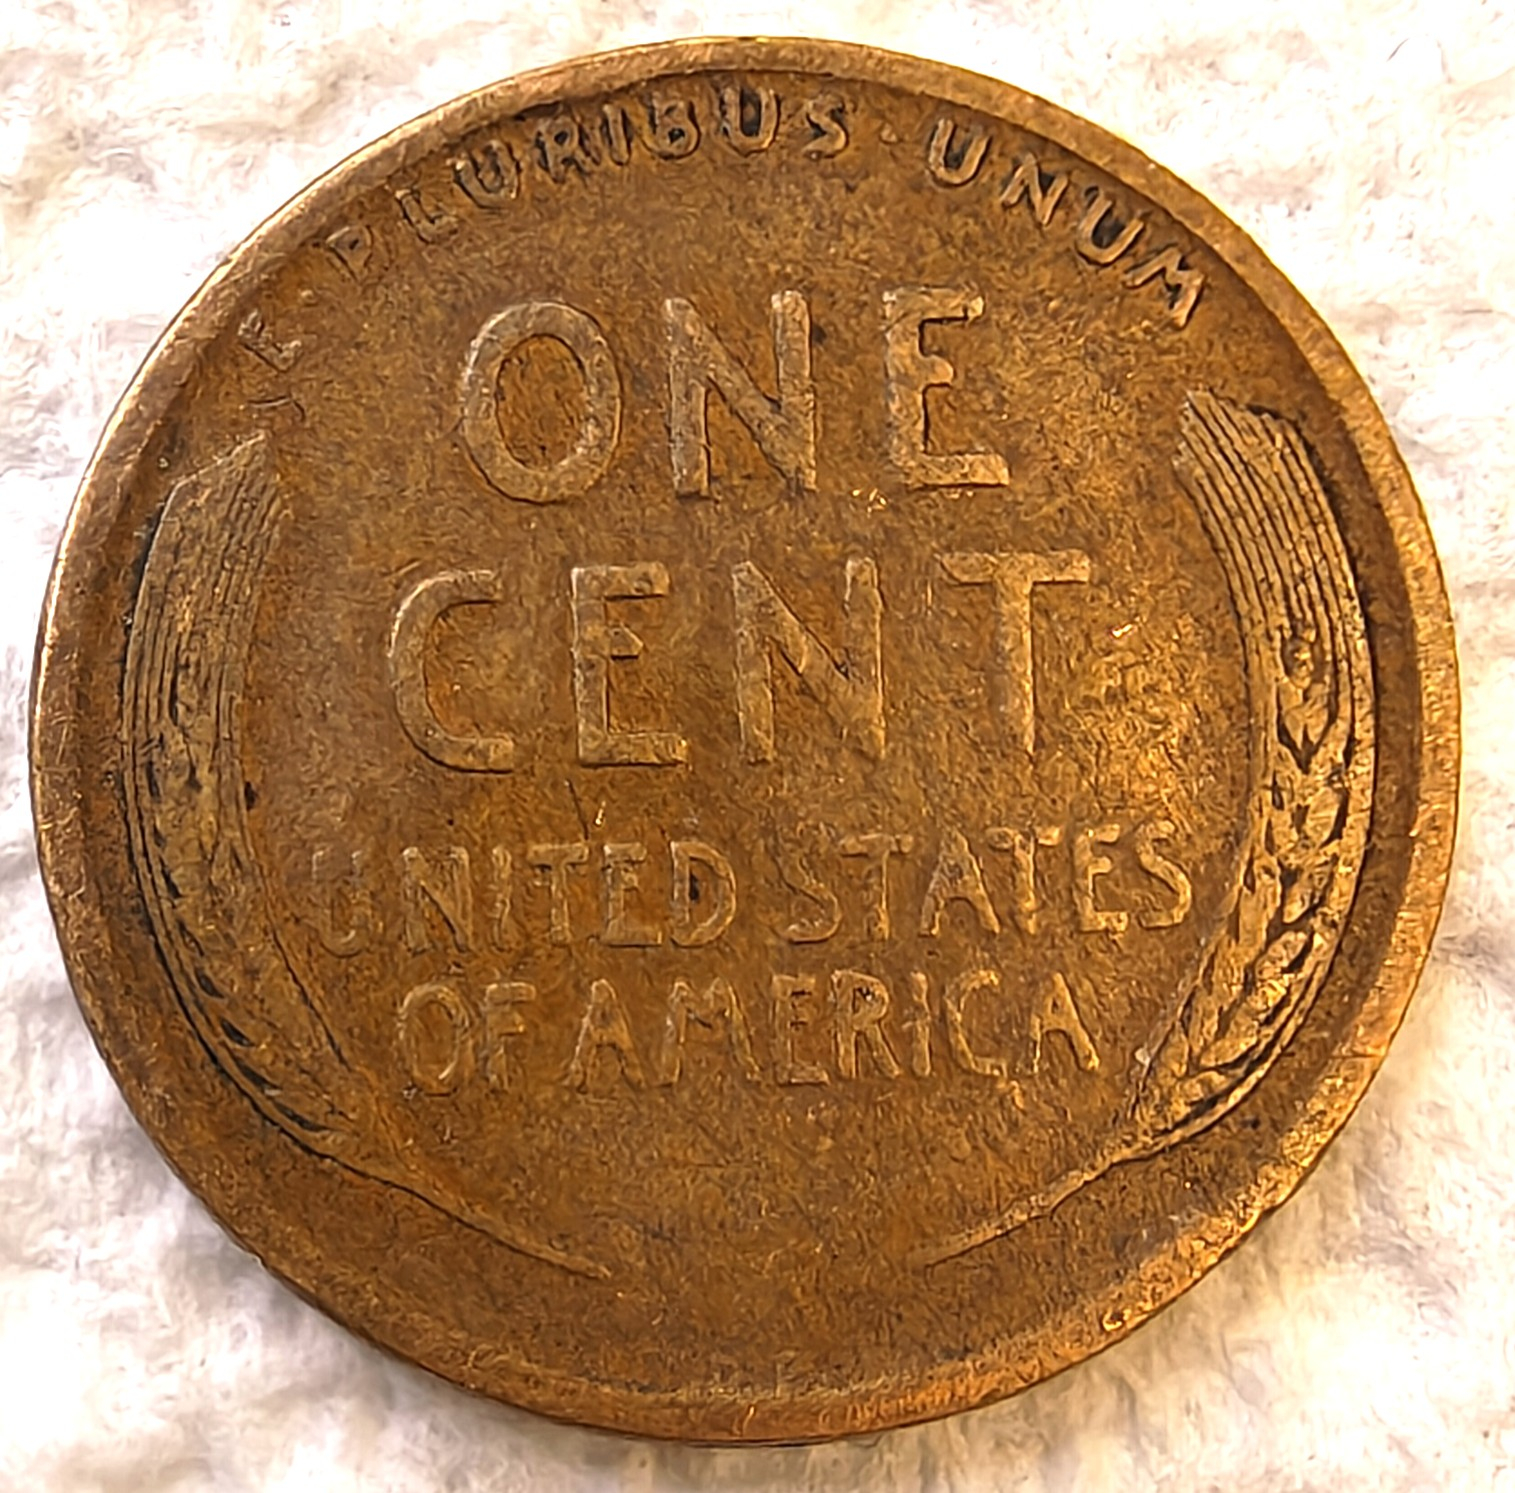 E · PLURIBUS · UNUM
ONE
CENT
UNITED STATES
OF AMERICA